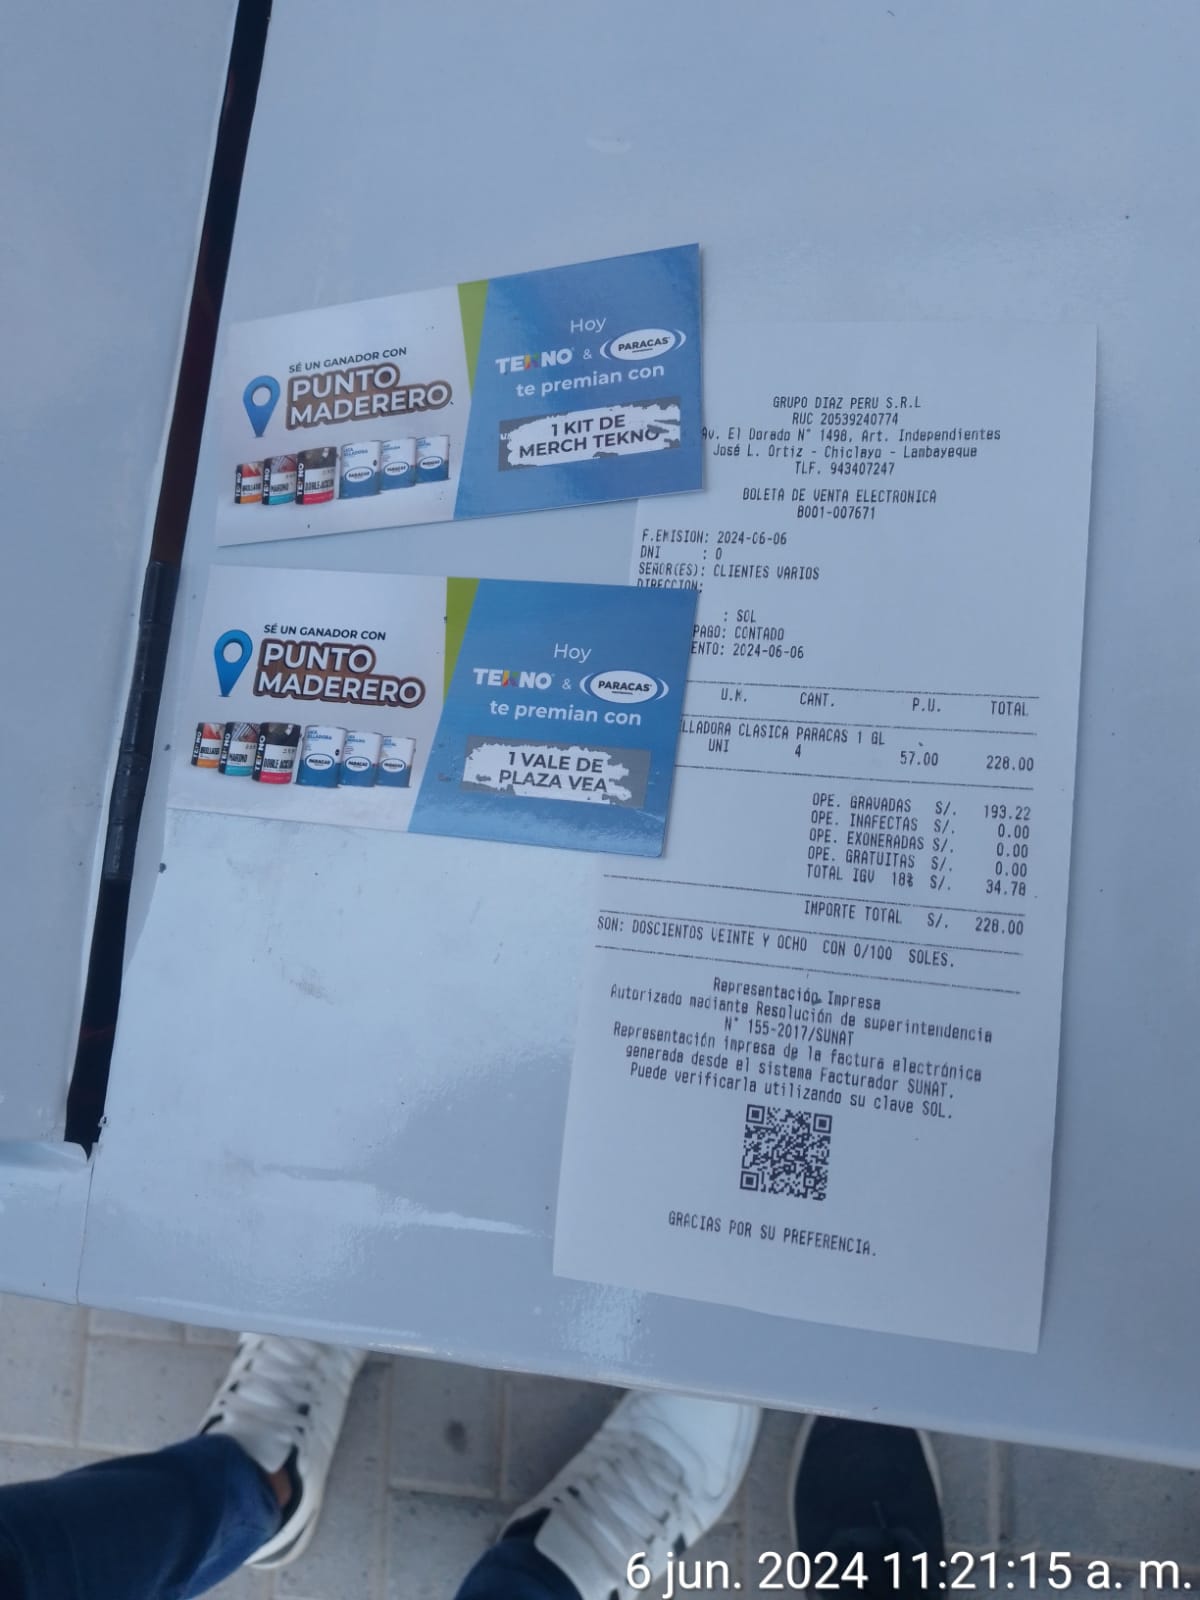 SÉ UN GANADOR CON
PUNTO
MADERERO
Hoy
TEKNO & PARACAS
te premian con
1 KIT DE
MERCH TEKNO
SÉ UN GANADOR CON
PUNTO
MADERERO
Hoy
TEKNO & PARACAS
te premian con
1 VALE DE
PLAZA VEA
GRUPO DIAZ PERU S.R.L
RUC 20539240774
Av. El Dorado N° 1498, Art. Independientes
José L. Ortiz - Chiclayo - Lambayeque
TLF. 943407247
BOLETA DE VENTA ELECTRONICA
B001-007671
F.EMISION: 2024-06-06
DNI : 0
SEÑOR(ES): CLIENTES VARIOS
DIRECCION:
: SOL
PAGO: CONTADO
ENTO: 2024-06-06
U.M. CANT. P.U. TOTAL
LLADORA CLASICA PARACAS 1 GL
UNI 4 57.00 228.00
OPE. GRAVADAS S/. 193.22
OPE. INAFECTAS S/. 0.00
OPE. EXONERADAS S/. 0.00
OPE. GRATUITAS S/. 0.00
TOTAL IGV 18% S/. 34.78
IMPORTE TOTAL S/. 228.00
SON: DOSCIENTOS VEINTE Y OCHO CON 0/100 SOLES.
Representación Impresa
Autorizado mediante Resolución de superintendencia
N° 155-2017/SUNAT
Representación impresa de la factura electrónica
generada desde el sistema Facturador SUNAT.
Puede verificarla utilizando su clave SOL.
GRACIAS POR SU PREFERENCIA.
6 jun. 2024 11:21:15 a. m.